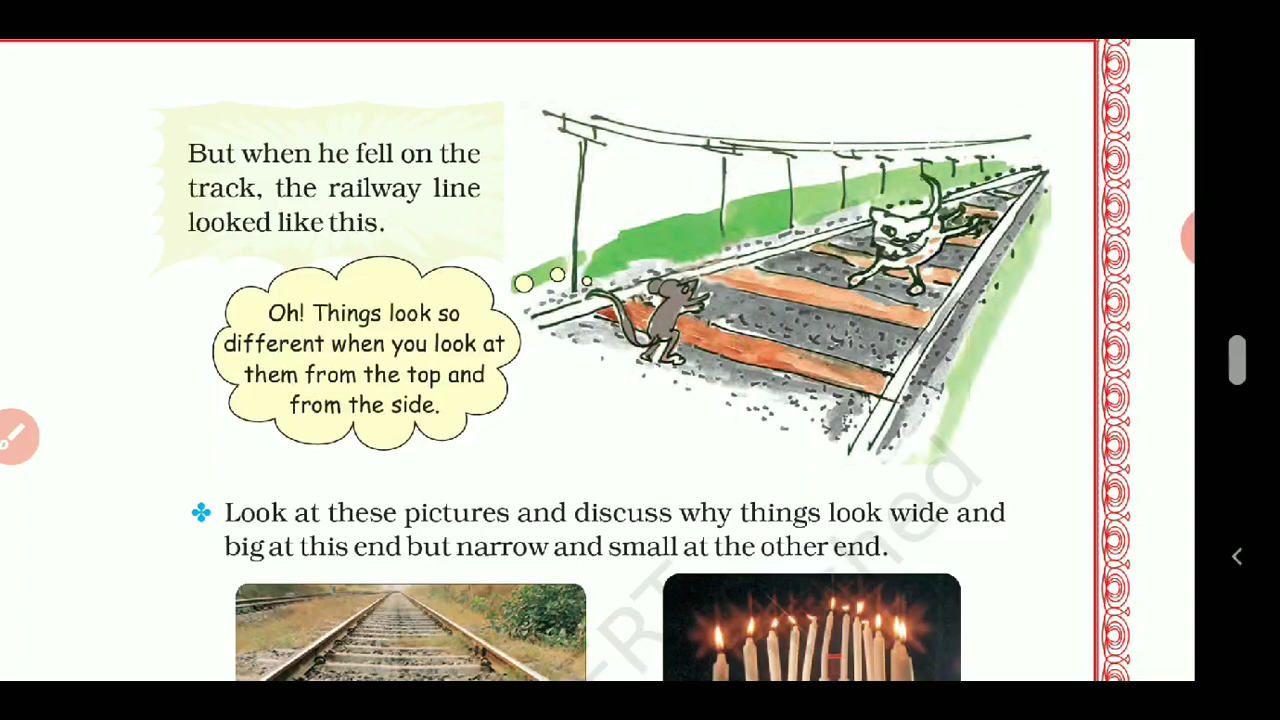 But when he fell on the
track, the railway line
looked like this.
Oh! Things look so
different when you look at
them from the top and
from the side.
Look at these pictures and discuss why things look wide and
big at this end but narrow and small at the other end.